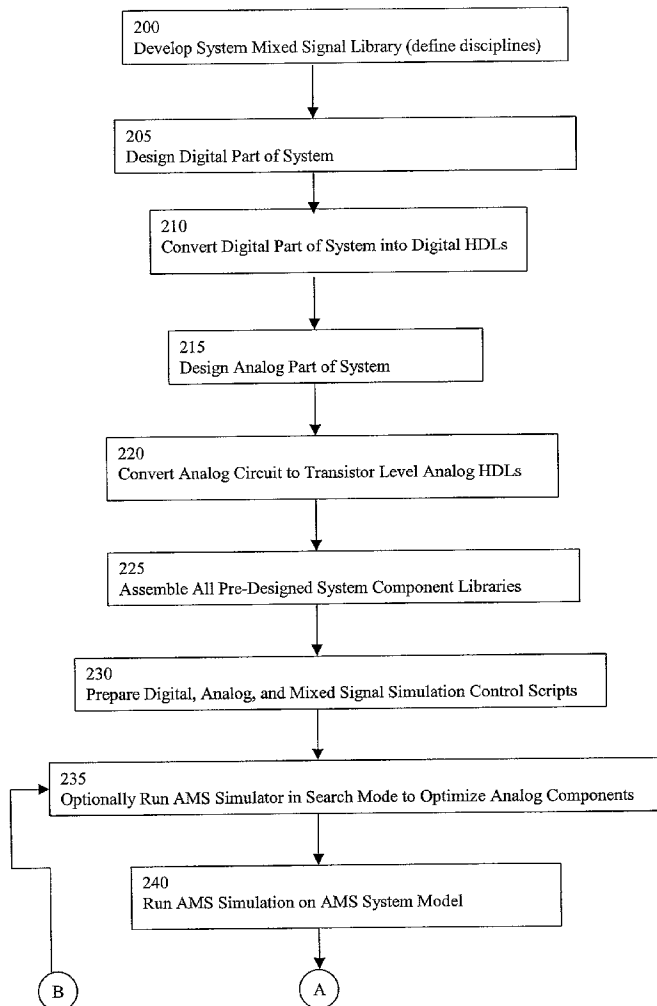 200
Develop System Mixed Signal Library (define disciplines)
205
Design Digital Part of System
210
Convert Digital Part of System into Digital HDLs
215
Design Analog Part of System
220
Convert Analog Circuit to Transistor Level Analog HDLs
225
Assemble All Pre-Designed System Component Libraries
230
Prepare Digital, Analog, and Mixed Signal Simulation Control Scripts
235
Optionally Run AMS Simulator in Search Mode to Optimize Analog Components
240
Run AMS Simulation on AMS System Model
B
A